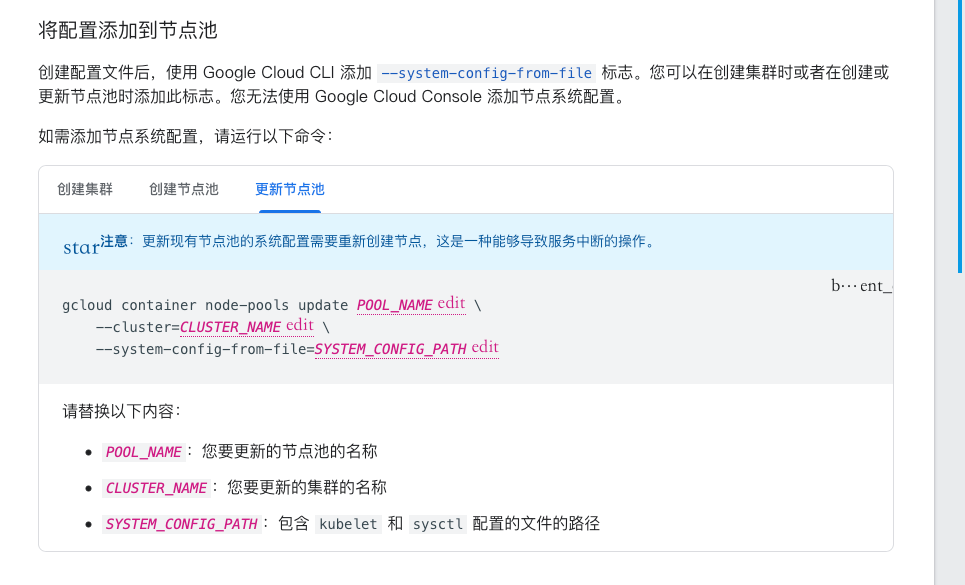 将配置添加到节点池
创建配置文件后，使用 Google Cloud CLI 添加 --system-config-from-file 标志。您可以在创建集群时或者在创建或
更新节点池时添加此标志。您无法使用 Google Cloud Console 添加节点系统配置。
如需添加节点系统配置，请运行以下命令：
创建集群 创建节点池 更新节点池
star注意：更新现有节点池的系统配置需要重新创建节点，这是一种能够导致服务中断的操作。
b…ent_
gcloud container node-pools update POOL_NAME edit \
--cluster=CLUSTER_NAME edit \
--system-config-from-file=SYSTEM_CONFIG_PATH edit
请替换以下内容：
• POOL_NAME：您要更新的节点池的名称
• CLUSTER_NAME：您要更新的集群的名称
• SYSTEM_CONFIG_PATH：包含 kubelet 和 sysctl 配置的文件的路径